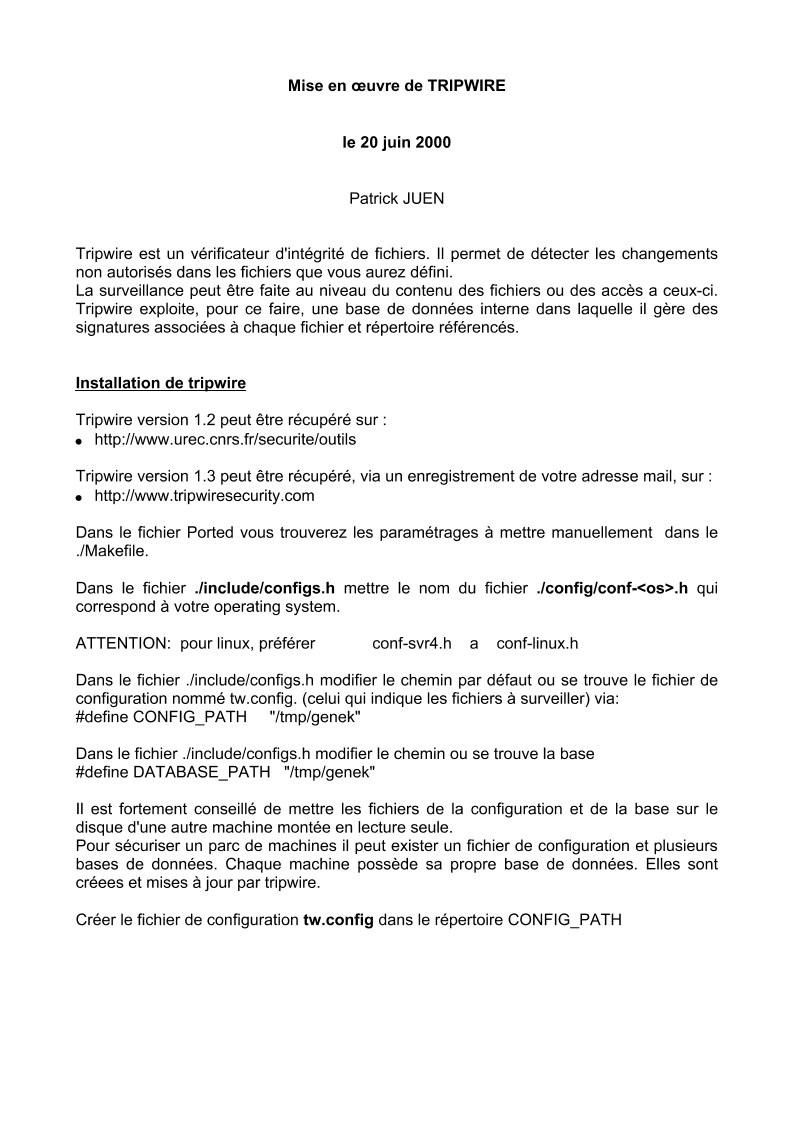 Mise en œuvre de TRIPWIRE
le 20 juin 2000
Patrick JUEN
Tripwire est un vérificateur d'intégrité de fichiers. Il permet de détecter les changements
non autorisés dans les fichiers que vous aurez défini.
La surveillance peut être faite au niveau du contenu des fichiers ou des accès a ceux-ci.
Tripwire exploite, pour ce faire, une base de données interne dans laquelle il gère des
signatures associées à chaque fichier et répertoire référencés.
Installation de tripwire
Tripwire version 1.2 peut être récupéré sur :
● http://www.urec.cnrs.fr/securite/outils
Tripwire version 1.3 peut être récupéré, via un enregistrement de votre adresse mail, sur :
● http://www.tripwiresecurity.com
Dans le fichier Ported vous trouverez les paramétrages à mettre manuellement dans le
./Makefile.
Dans le fichier ./include/configs.h mettre le nom du fichier ./config/conf-<os>.h qui
correspond à votre operating system.
ATTENTION: pour linux, préférer conf-svr4.h a conf-linux.h
Dans le fichier ./include/configs.h modifier le chemin par défaut ou se trouve le fichier de
configuration nommé tw.config. (celui qui indique les fichiers à surveiller) via:
#define CONFIG_PATH "/tmp/genek"
Dans le fichier ./include/configs.h modifier le chemin ou se trouve la base
#define DATABASE_PATH "/tmp/genek"
Il est fortement conseillé de mettre les fichiers de la configuration et de la base sur le
disque d'une autre machine montée en lecture seule.
Pour sécuriser un parc de machines il peut exister un fichier de configuration et plusieurs
bases de données. Chaque machine possède sa propre base de données. Elles sont
créees et mises à jour par tripwire.
Créer le fichier de configuration tw.config dans le répertoire CONFIG_PATH